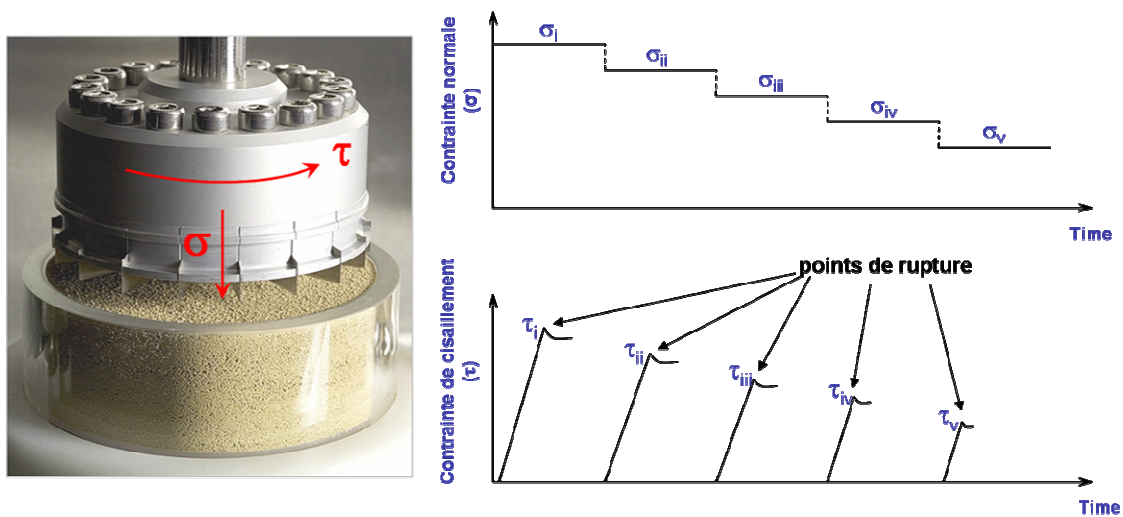 τ
σ
Contrainte normale
(σ)
σi
σii
σiii
σiv
σv
Time
points de rupture
Contrainte de cisaillement
(τ)
τi
τii
τiii
τiv
τv
Time